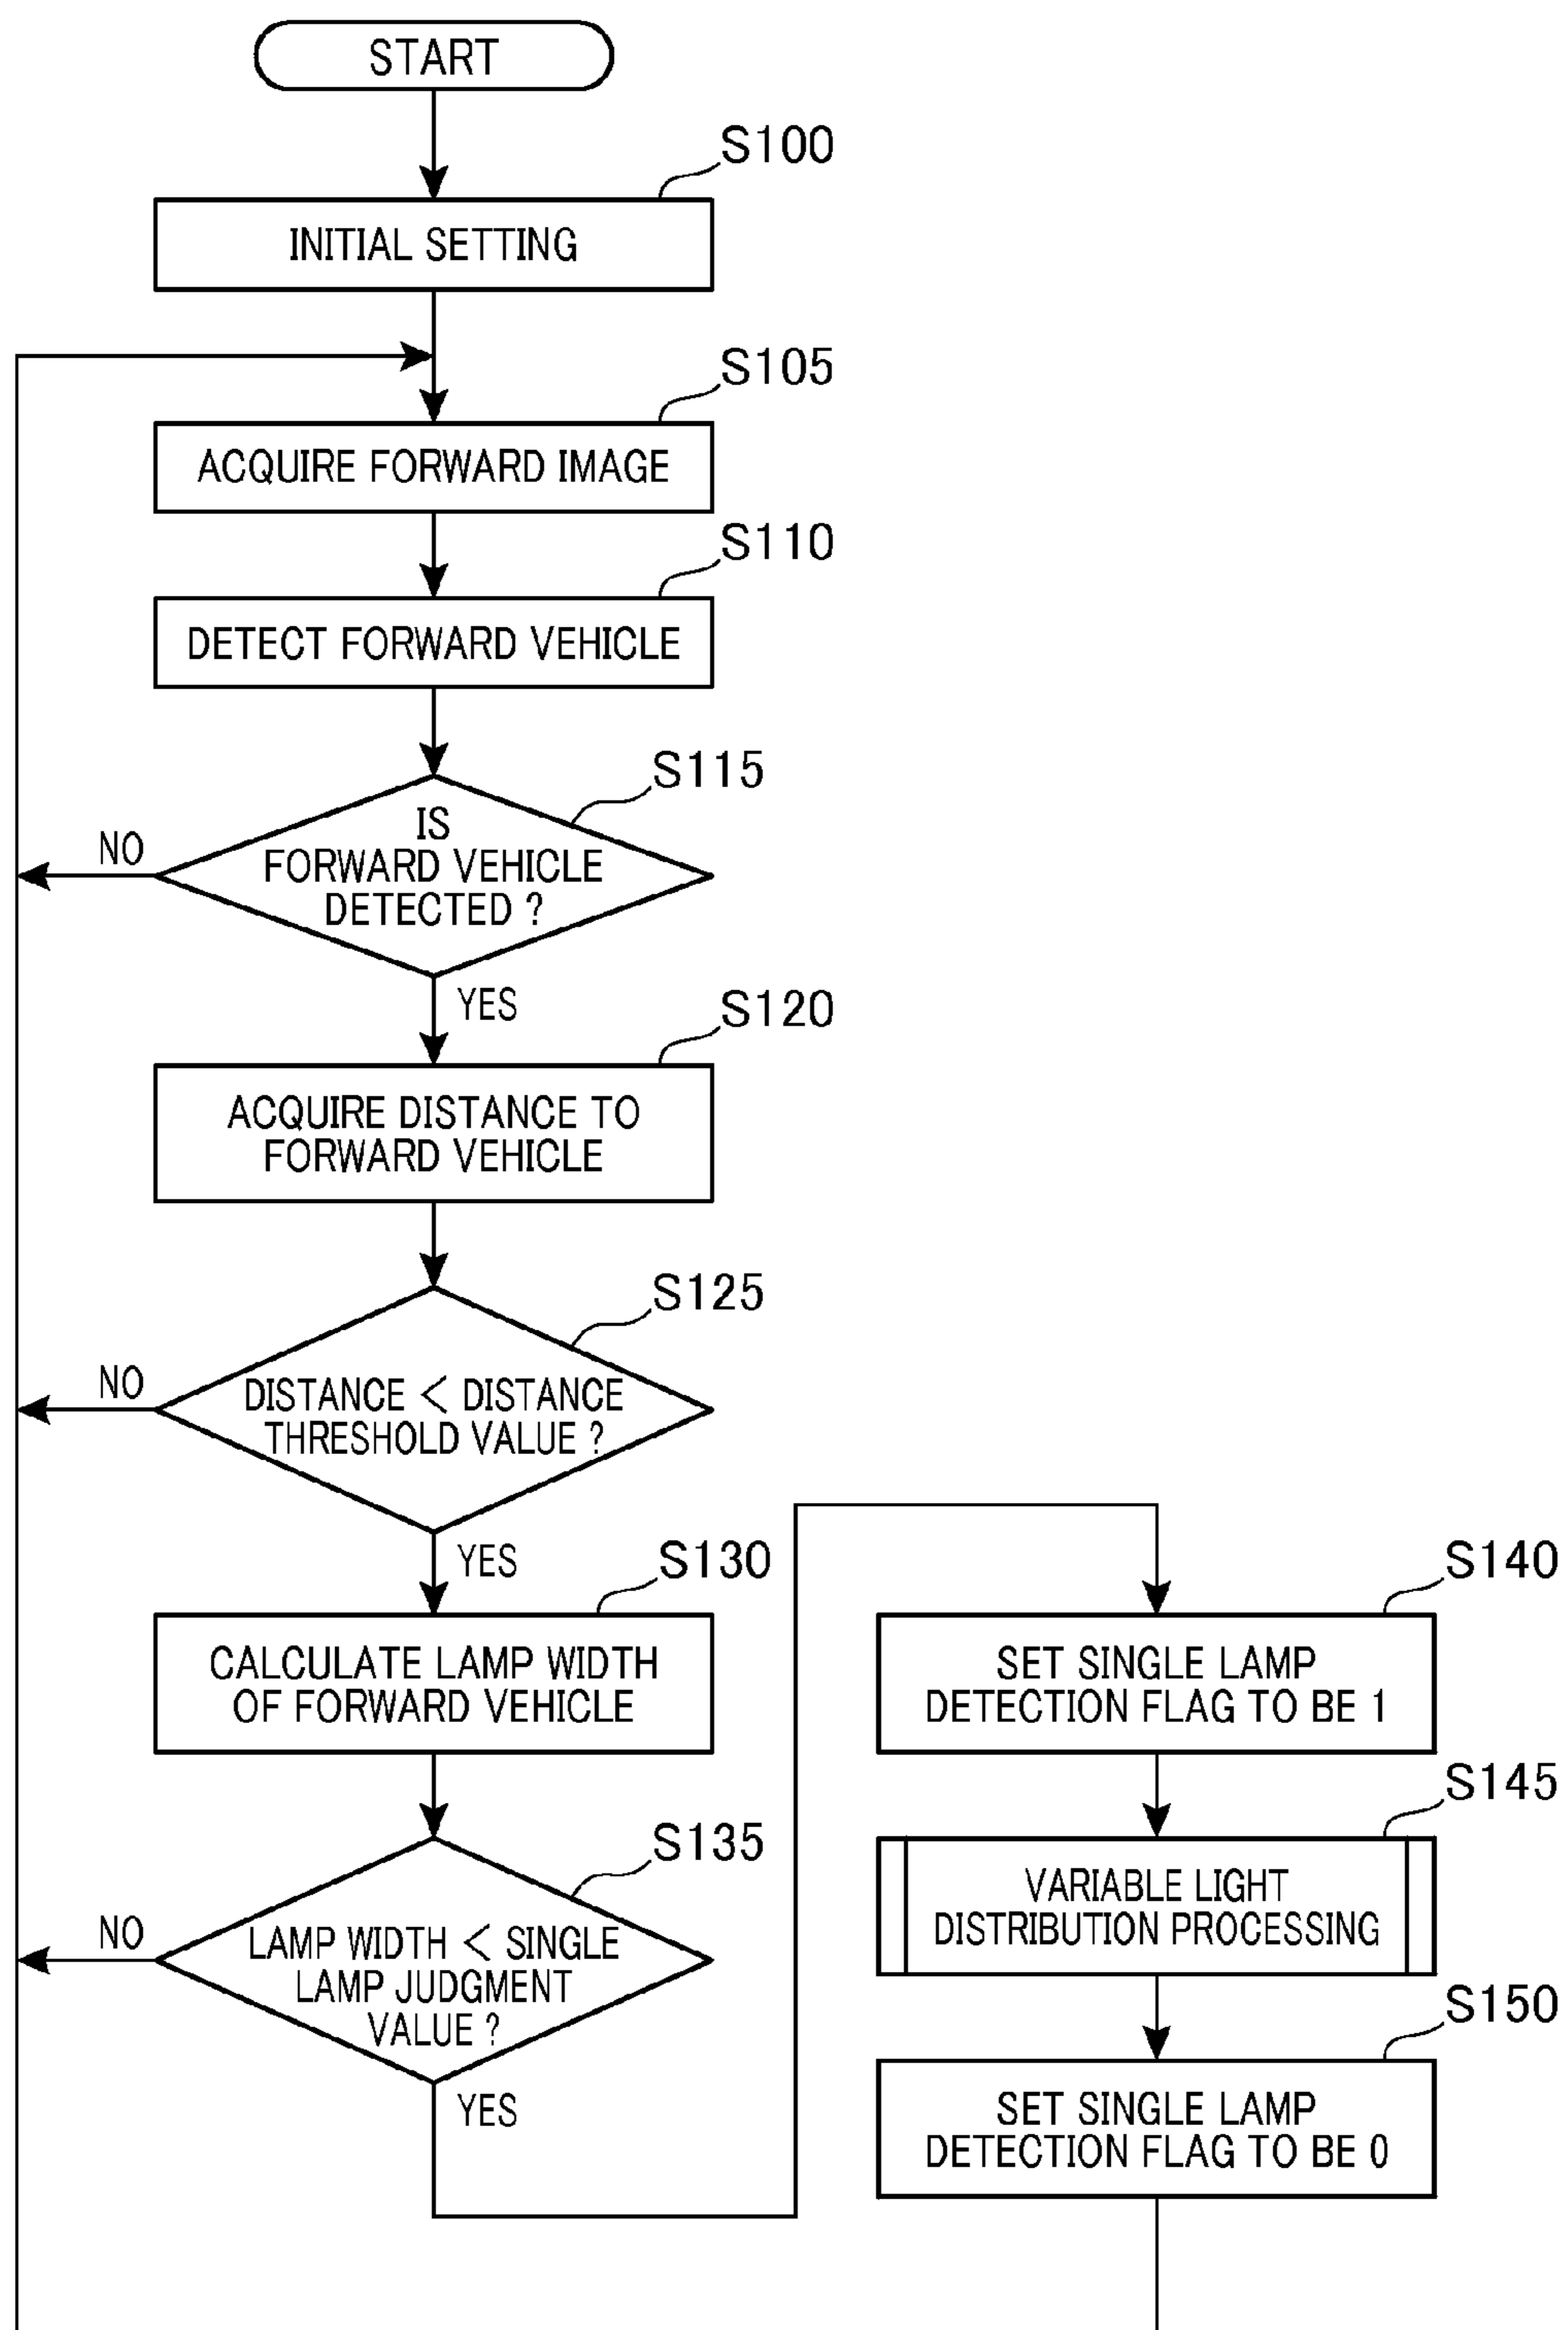 START
S100
INITIAL SETTING
S105
ACQUIRE FORWARD IMAGE
S110
DETECT FORWARD VEHICLE
S115
IS
FORWARD VEHICLE
DETECTED ?
NO
YES
S120
ACQUIRE DISTANCE TO
FORWARD VEHICLE
S125
DISTANCE < DISTANCE
THRESHOLD VALUE ?
NO
YES
S130
CALCULATE LAMP WIDTH
OF FORWARD VEHICLE
S135
LAMP WIDTH < SINGLE
LAMP JUDGMENT
VALUE ?
NO
YES
S140
SET SINGLE LAMP
DETECTION FLAG TO BE 1
S145
VARIABLE LIGHT
DISTRIBUTION PROCESSING
S150
SET SINGLE LAMP
DETECTION FLAG TO BE 0